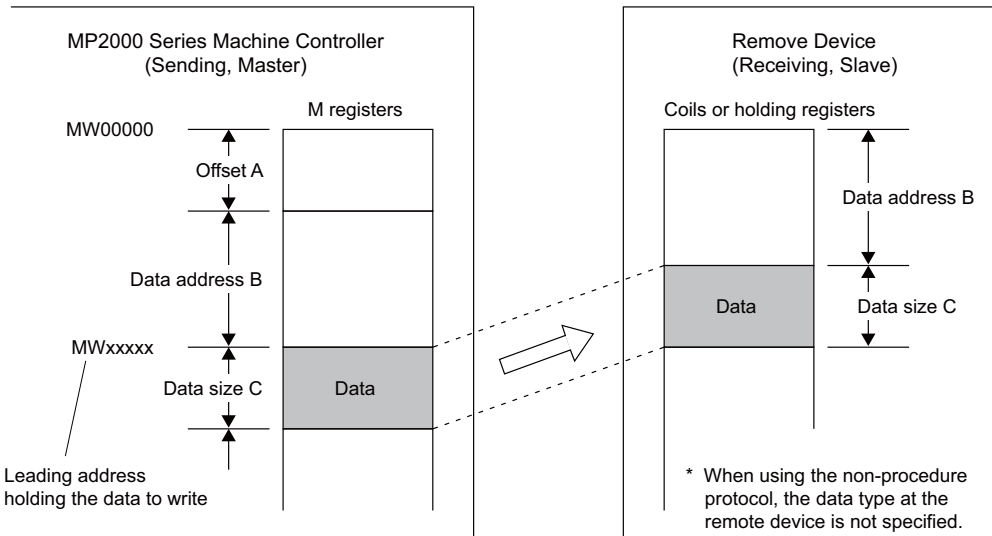 MP2000 Series Machine Controller
(Sending, Master)
M registers
MW00000
Offset A
Data address B
MWxxxxx
Data size C
Data
Leading address
holding the data to write
Remove Device
(Receiving, Slave)
Coils or holding registers
Data address B
Data
Data size C
* When using the non-procedure
protocol, the data type at the
remote device is not specified.